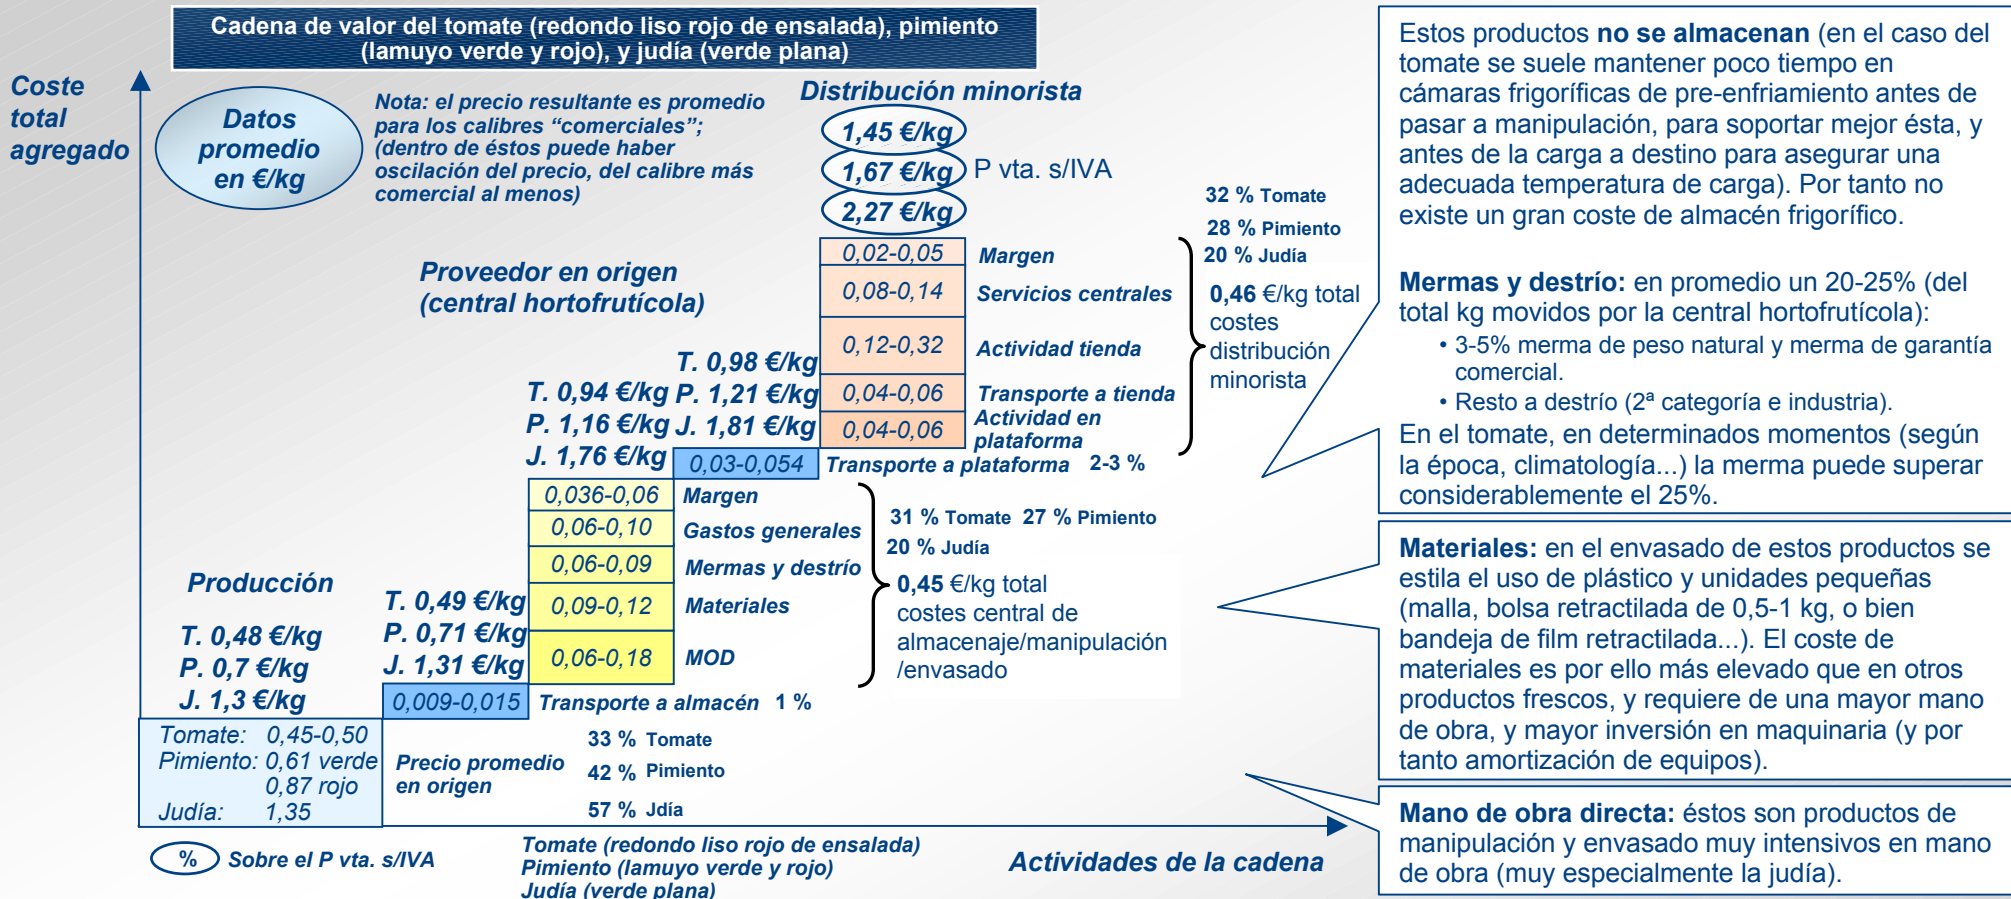 Cadena de valor del tomate (redondo liso rojo de ensalada), pimiento
(lamuyo verde y rojo), y judía (verde plana)
Coste
total
agregado
Datos
promedio
en €/kg
Nota: el precio resultante es promedio
para los calibres “comerciales”;
(dentro de éstos puede haber
oscilación del precio, del calibre más
comercial al menos)
Distribución minorista
1,45 €/kg
1,67 €/kg P vta. s/IVA
2,27 €/kg
32 % Tomate
28 % Pimiento
20 % Judía
0,02-0,05 Margen
0,08-0,14 Servicios centrales
0,12-0,32 Actividad tienda
0,04-0,06 Transporte a tienda
0,04-0,06 Actividad en
plataforma
0,46 €/kg total
costes
distribución
minorista
Proveedor en origen
(central hortofrutícola)
T. 0,98 €/kg
P. 1,21 €/kg
J. 1,81 €/kg
0,03-0,054 Transporte a plataforma 2-3 %
T. 0,94 €/kg
P. 1,16 €/kg
J. 1,76 €/kg
0,036-0,06 Margen
0,06-0,10 Gastos generales
0,06-0,09 Mermas y destrío
0,09-0,12 Materiales
0,06-0,18 MOD
31 % Tomate 27 % Pimiento
20 % Judía
0,45 €/kg total
costes central de
almacenaje/manipulación
/envasado
Producción
T. 0,48 €/kg
P. 0,7 €/kg
J. 1,3 €/kg
T. 0,49 €/kg
P. 0,71 €/kg
J. 1,31 €/kg
0,009-0,015 Transporte a almacén 1 %
Tomate: 0,45-0,50
Pimiento: 0,61 verde
0,87 rojo
Judía: 1,35
Precio promedio
en origen
33 % Tomate
42 % Pimiento
57 % Jdía
% Sobre el P vta. s/IVA
Tomate (redondo liso rojo de ensalada)
Pimiento (lamuyo verde y rojo)
Judía (verde plana)
Actividades de la cadena
Estos productos no se almacenan (en el caso del
tomate se suele mantener poco tiempo en
cámaras frigoríficas de pre-enfriamiento antes de
pasar a manipulación, para soportar mejor ésta, y
antes de la carga a destino para asegurar una
adecuada temperatura de carga). Por tanto no
existe un gran coste de almacén frigorífico.
Mermas y destrío: en promedio un 20-25% (del
total kg movidos por la central hortofrutícola):
• 3-5% merma de peso natural y merma de garantía
comercial.
• Resto a destrío (2ª categoría e industria).
En el tomate, en determinados momentos (según
la época, climatología...) la merma puede superar
considerablemente el 25%.
Materiales: en el envasado de estos productos se
estila el uso de plástico y unidades pequeñas
(malla, bolsa retractilada de 0,5-1 kg, o bien
bandeja de film retractilada...). El coste de
materiales es por ello más elevado que en otros
productos frescos, y requiere de una mayor mano
de obra, y mayor inversión en maquinaria (y por
tanto amortización de equipos).
Mano de obra directa: éstos son productos de
manipulación y envasado muy intensivos en mano
de obra (muy especialmente la judía).